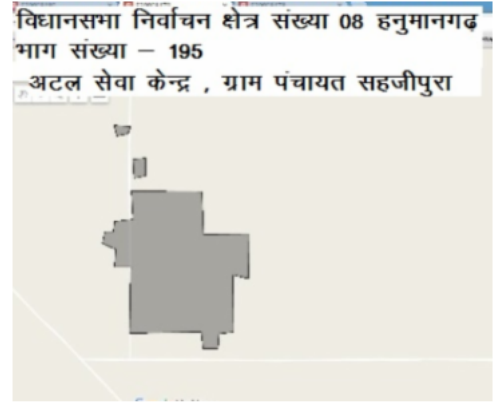 विधानसभा निर्वाचन क्षेत्र संख्या 08 हनुमानगढ़
भाग संख्या – 195
अटल सेवा केन्द्र , ग्राम पंचायत सहजीपुरा